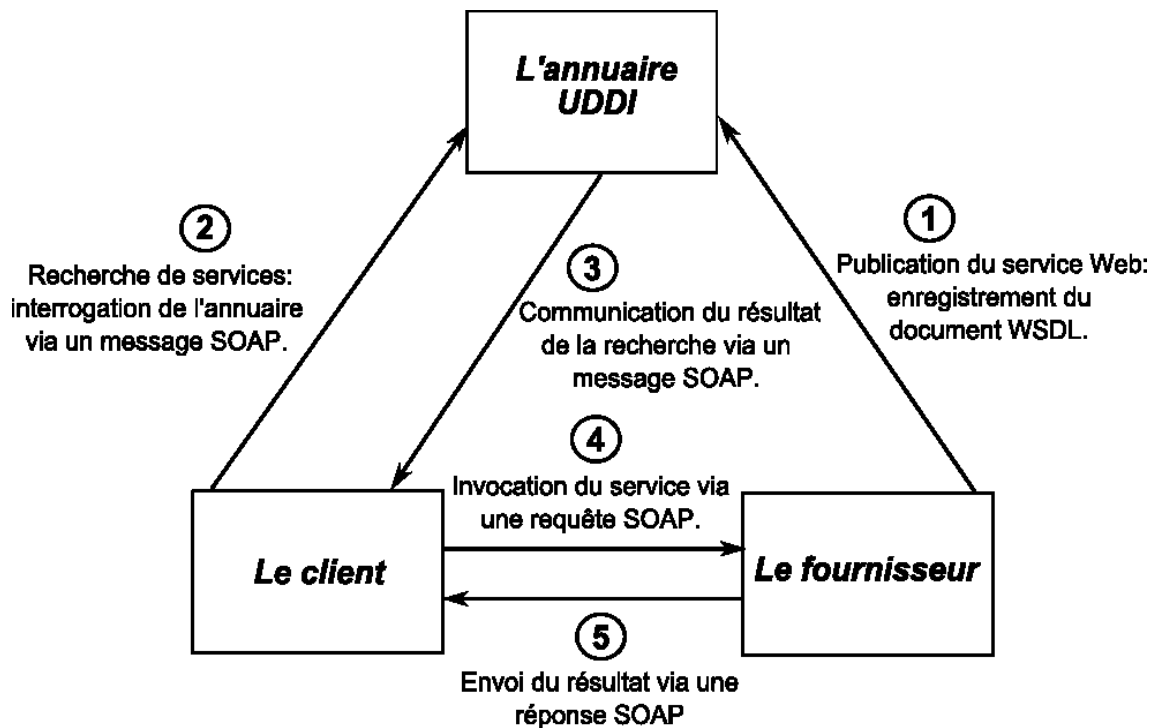 L'annuaire
UDDI
1
Publication du service Web:
enregistrement du
document WSDL.
2
Recherche de services:
interrogation de l'annuaire
via un message SOAP.
3
Communication du résultat
de la recherche via un
message SOAP.
4
Invocation du service via
une requête SOAP.
Le client
Le fournisseur
5
Envoi du résultat via une
réponse SOAP